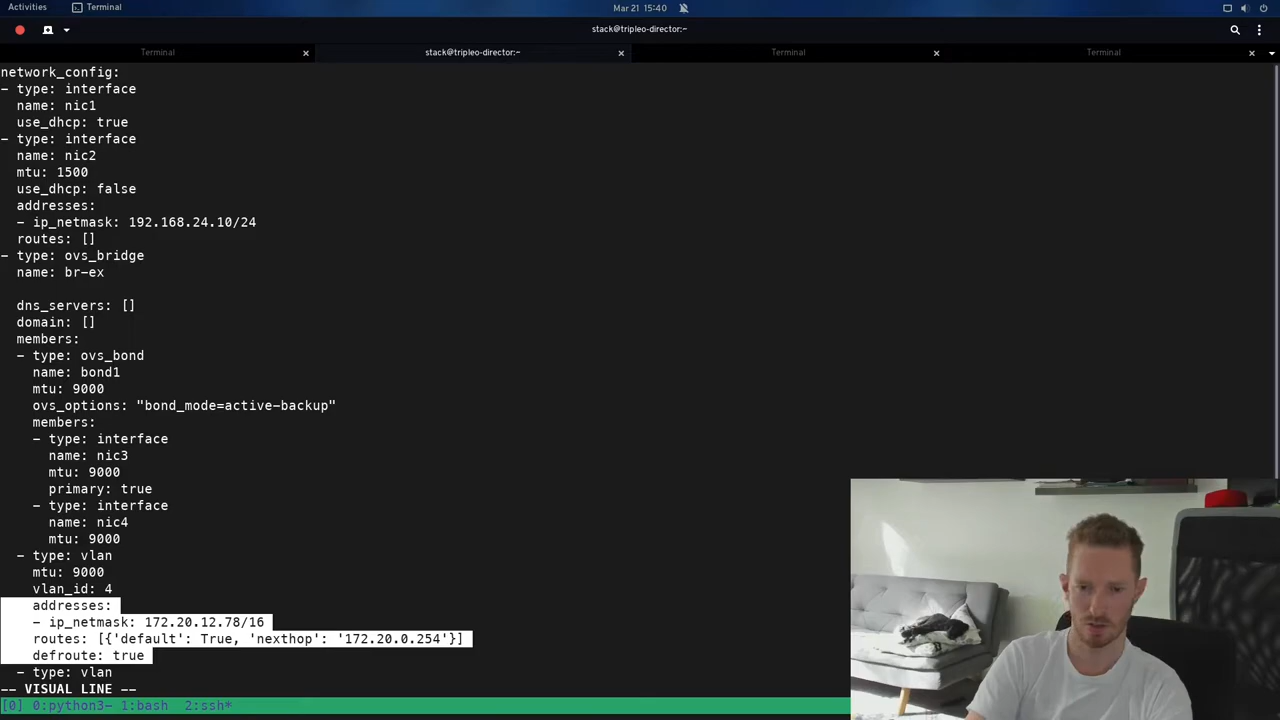 Activities
Terminal
Mar 21 15:40
stack@tripleo-director:~
Terminal
stack@tripleo-director:~
Terminal
Terminal
network_config:
- type: interface
  name: nic1
  use_dhcp: true
- type: interface
  name: nic2
  mtu: 1500
  use_dhcp: false
  addresses:
  - ip_netmask: 192.168.24.10/24
  routes: []
- type: ovs_bridge
  name: br-ex
  dns_servers: []
  domain: []
  members:
  - type: ovs_bond
    name: bond1
    mtu: 9000
    ovs_options: "bond_mode=active-backup"
    members:
    - type: interface
      name: nic3
      mtu: 9000
      primary: true
    - type: interface
      name: nic4
      mtu: 9000
  - type: vlan
    mtu: 9000
    vlan_id: 4
    addresses:
    - ip_netmask: 172.20.12.78/16
    routes: [{'default': True, 'nexthop': '172.20.0.254'}]
    defroute: true
  - type: vlan
-- VISUAL LINE --
[0] 0:python3- 1:bash  2:ssh*